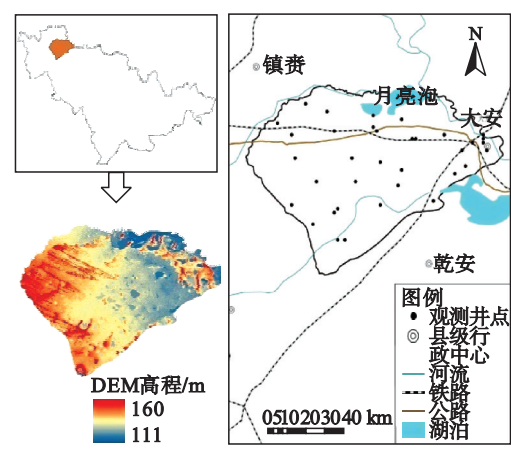 N
镇赉
月亮泡
大安
乾安
DEM高程/m
160
111
图例
观测井点
县级行
政中心
河流
铁路
公路
湖泊
0510203040 km